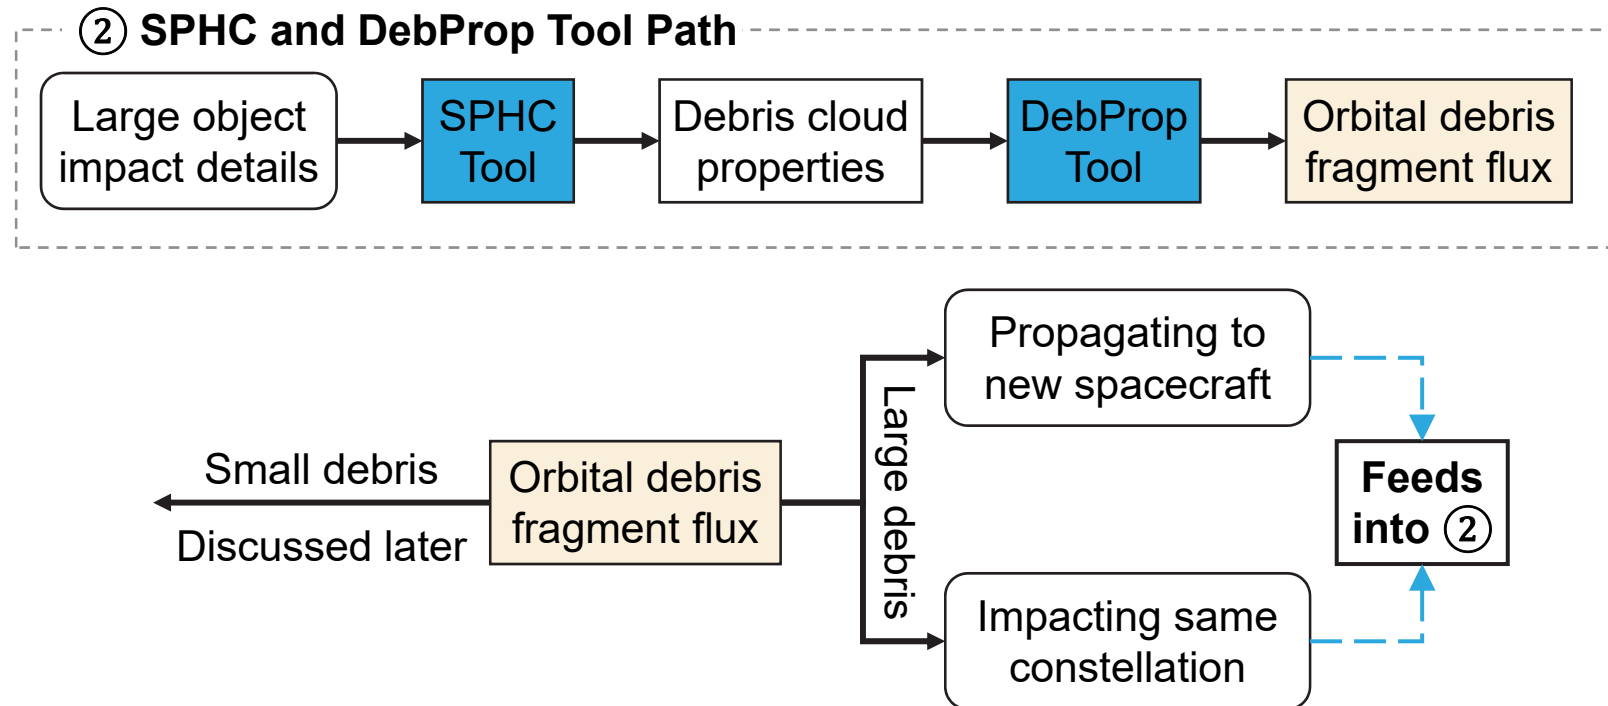 ② SPHC and DebProp Tool Path
Large object
impact details
SPHC
Tool
Debris cloud
properties
DebProp
Tool
Orbital debris
fragment flux
Propagating to
new spacecraft
Small debris
Discussed later
Orbital debris
fragment flux
Large debris
Feeds
into ②
Impacting same
constellation